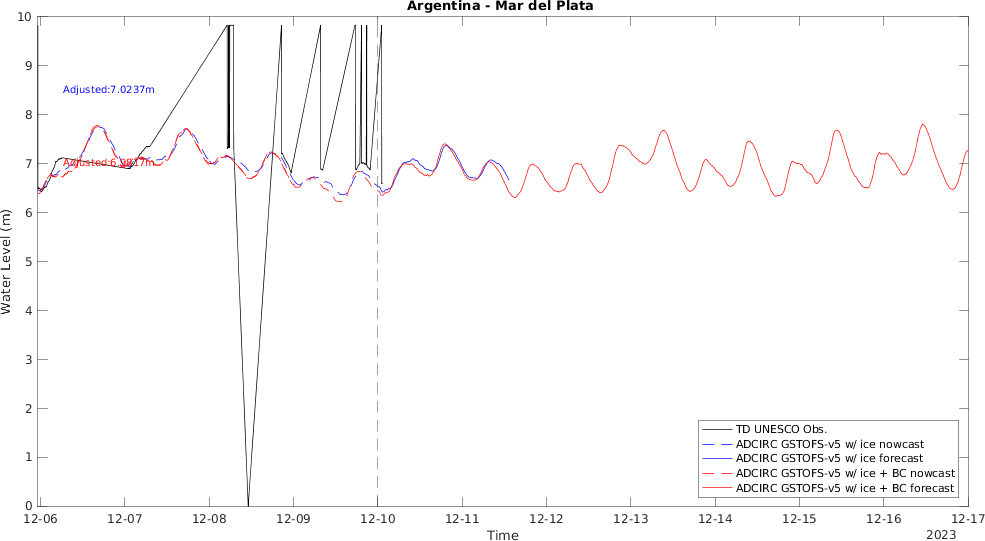 Argentina - Mar del Plata
10
9
8
7
6
5
4
3
2
1
0
Water Level (m)
Adjusted:7.0237m
12-06
12-07
12-08
12-09
12-10
12-11
12-12
12-13
12-14
12-15
12-16
12-17
Time
2023
TD UNESCO Obs.
ADCIRC GSTOFS-v5 w/ ice nowcast
ADCIRC GSTOFS-v5 w/ ice forecast
ADCIRC GSTOFS-v5 w/ ice + BC nowcast
ADCIRC GSTOFS-v5 w/ ice + BC forecast